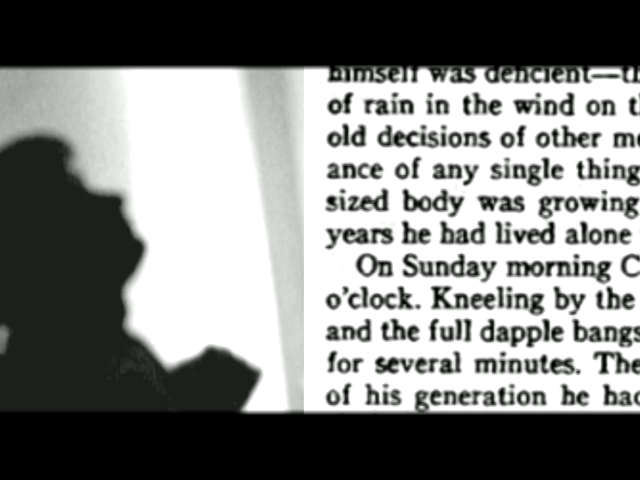 himself was deficient—th
of rain in the wind on t
old decisions of other m
ance of any single thing
sized body was growing
years he had lived alone
On Sunday morning C
o'clock. Kneeling by the
and the full dapple bangs
for several minutes. The
of his generation he had